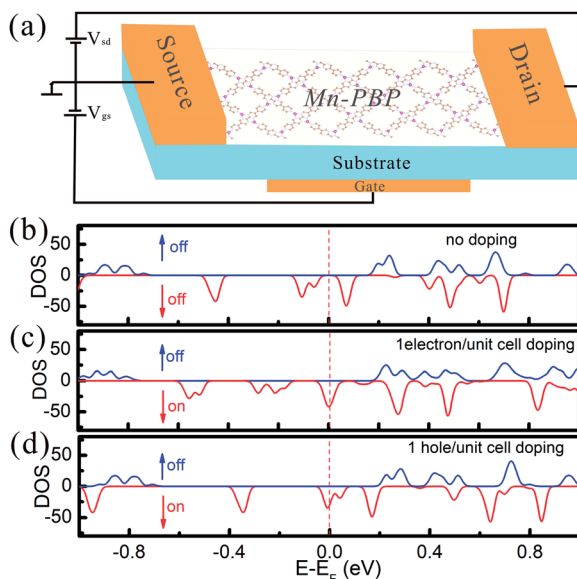 (a)
V_sd
V_gs
Source
Mn-PBP
Drain
Substrate
Gate
(b)
DOS
50
0
-50
off
off
no doping
(c)
DOS
50
0
-50
off
on
1electron/unit cell doping
(d)
DOS
50
0
-50
off
on
1 hole/unit cell doping
-0.8 -0.4 0.0 0.4 0.8
E-E_F (eV)